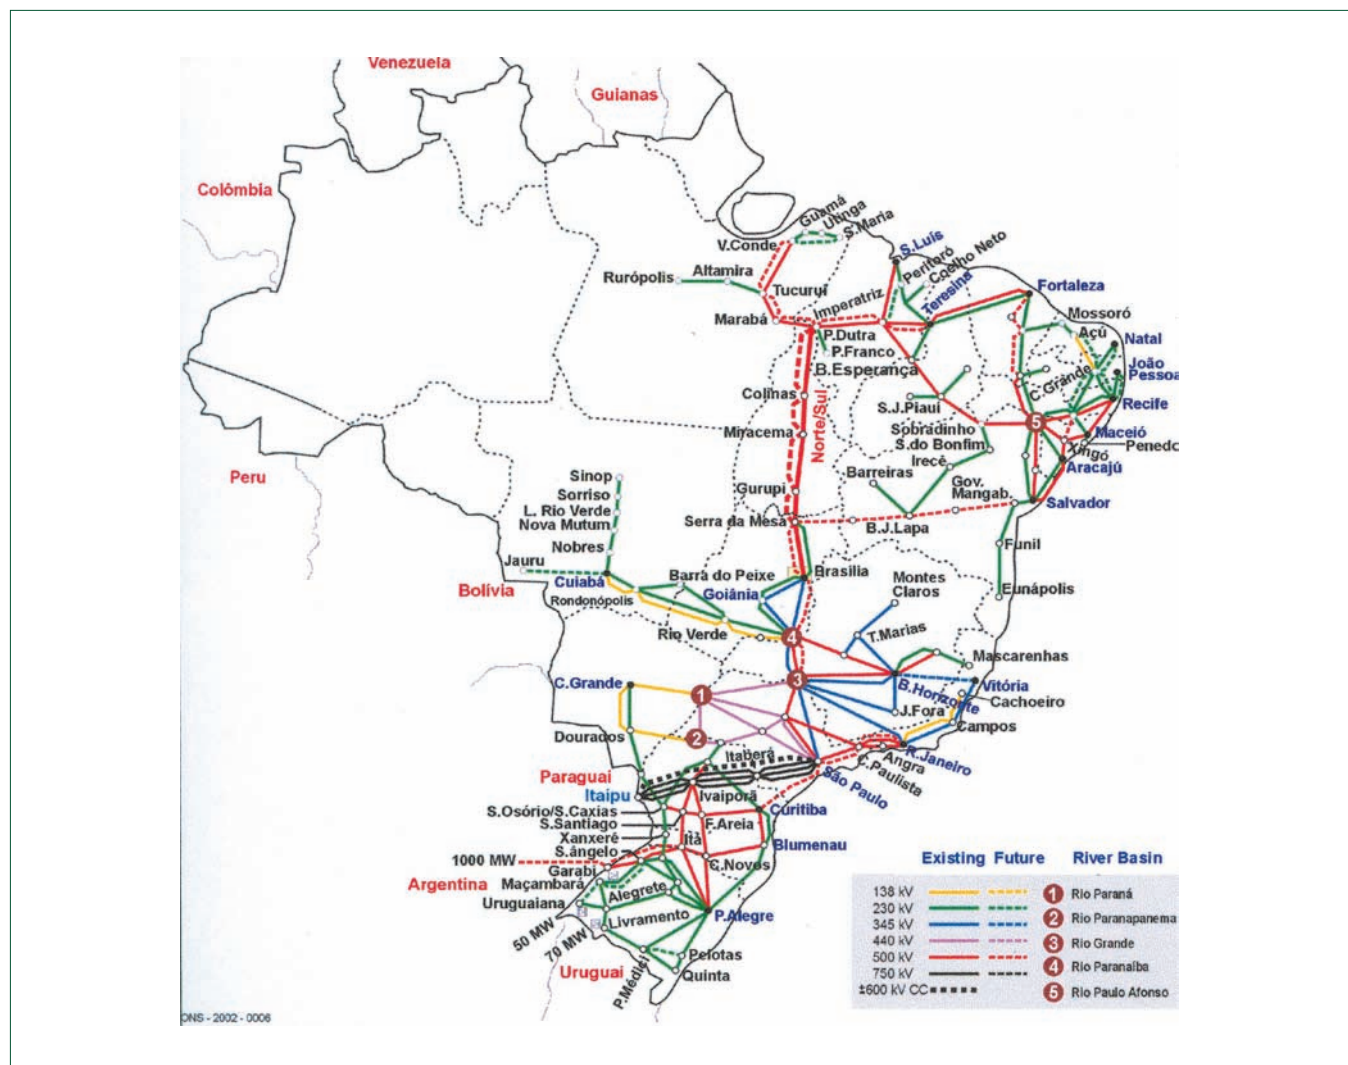 Venezuela
Guianas
Colômbia
Guamá
Utinga
S.Maria
V.Conde
S.Luís
Peritoró
Coelho Neto
Rurópolis
Altamira
Tucuruí
Imperatriz
Teresina
Fortaleza
Marabá
Mossoró
P.Dutra
Açú
Natal
P.Franco
B.Esperança
João
Pessoa
C.Grande
Colinas
S.J.Piauí
Recife
Norte/Sul
Miracema
Sobradinho
S.do Bonfim
Maceió
Penedo
Xingó
Irecê
Aracajú
Peru
Sinop
Barreiras
Gov.
Mangab.
Sorriso
Gurupi
L. Rio Verde
Nova Mutum
Serra da Mesa
B.J.Lapa
Salvador
Nobres
Funil
Jauru
Cuiabá
Barra do Peixe
Brasília
Montes
Claros
Bolívia
Goiânia
Eunápolis
Rondonópolis
Rio Verde
4
T.Marias
Mascarenhas
C.Grande
1
3
B.Horizonte
Vitória
Cachoeiro
J.Fora
Campos
Dourados
2
Itaberá
R.Janeiro
Angra
C.Paulista
São Paulo
Paraguai
Itaipu
Ivaiporã
Curitiba
S.Osório/S.Caxias
S.Santiago
F.Areia
Xanxerê
Itá
Blumenau
S.ângelo
1000 MW
C.Novos
Garabi
Argentina
Maçambará
Alegrete
Uruguaiana
P.Alegre
Livramento
50 MW
70 MW
Pelotas
Uruguai
P.Médici
Quinta
5
Existing Future River Basin
138 kV 1 Rio Paraná
230 kV 2 Rio Paranapanema
345 kV
440 kV 3 Rio Grande
500 kV 4 Rio Paranaíba
750 kV
±600 kV CC 5 Rio Paulo Afonso
ONS - 2002 - 0006